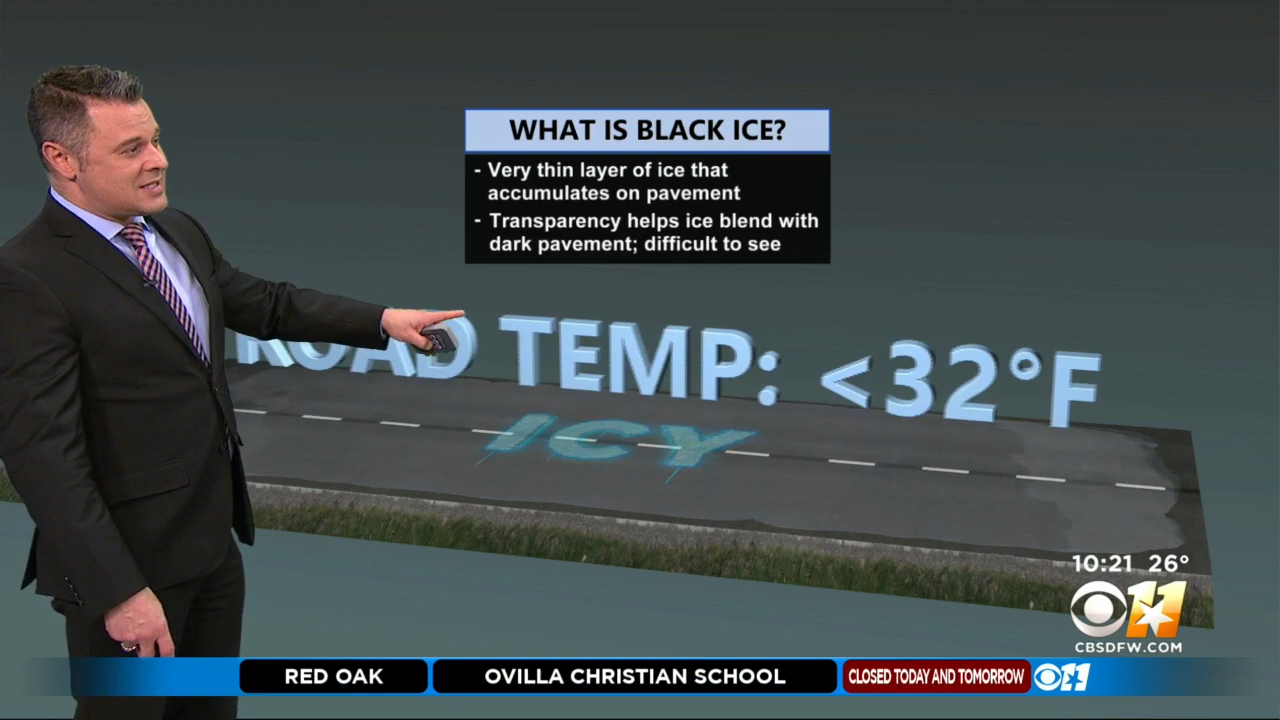 WHAT IS BLACK ICE?
- Very thin layer of ice that
accumulates on pavement
- Transparency helps ice blend with
dark pavement; difficult to see
ROAD TEMP: <32°F
ICY
10:21 26°
11
CBSDFW.COM
RED OAK OVILLA CHRISTIAN SCHOOL CLOSED TODAY AND TOMORROW 11